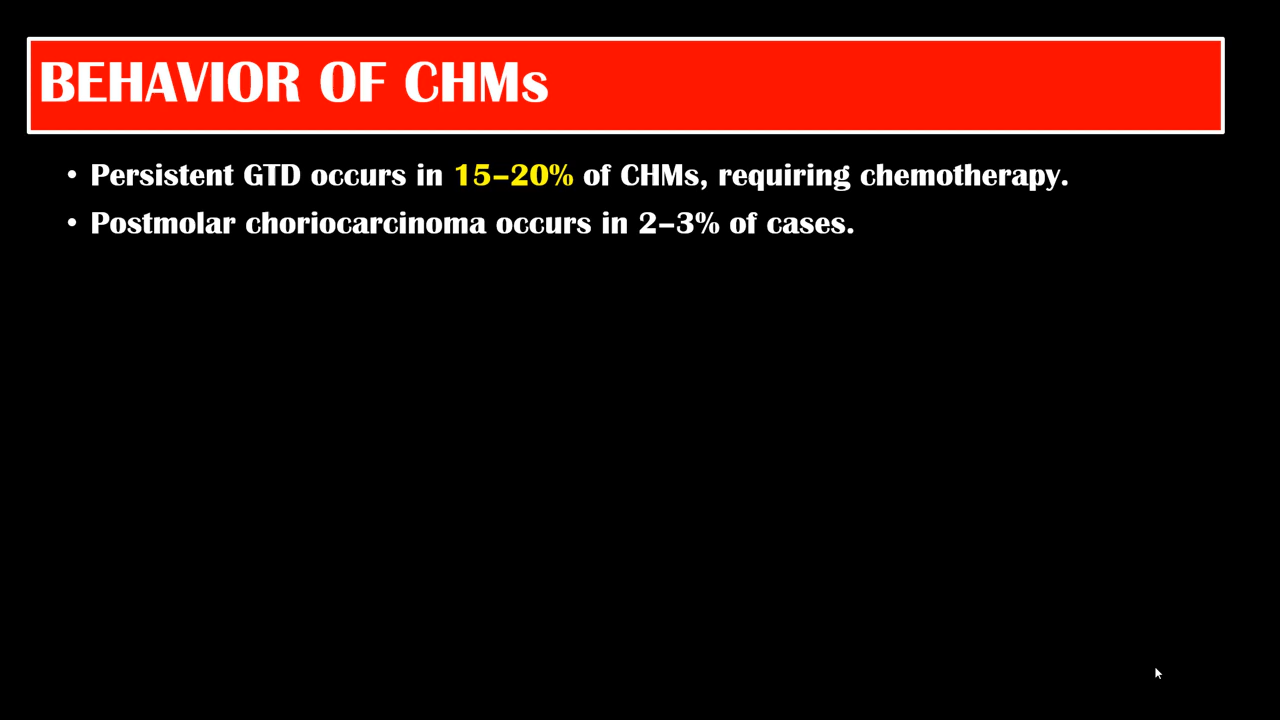 BEHAVIOR OF CHMs
• Persistent GTD occurs in 15–20% of CHMs, requiring chemotherapy.
• Postmolar choriocarcinoma occurs in 2–3% of cases.